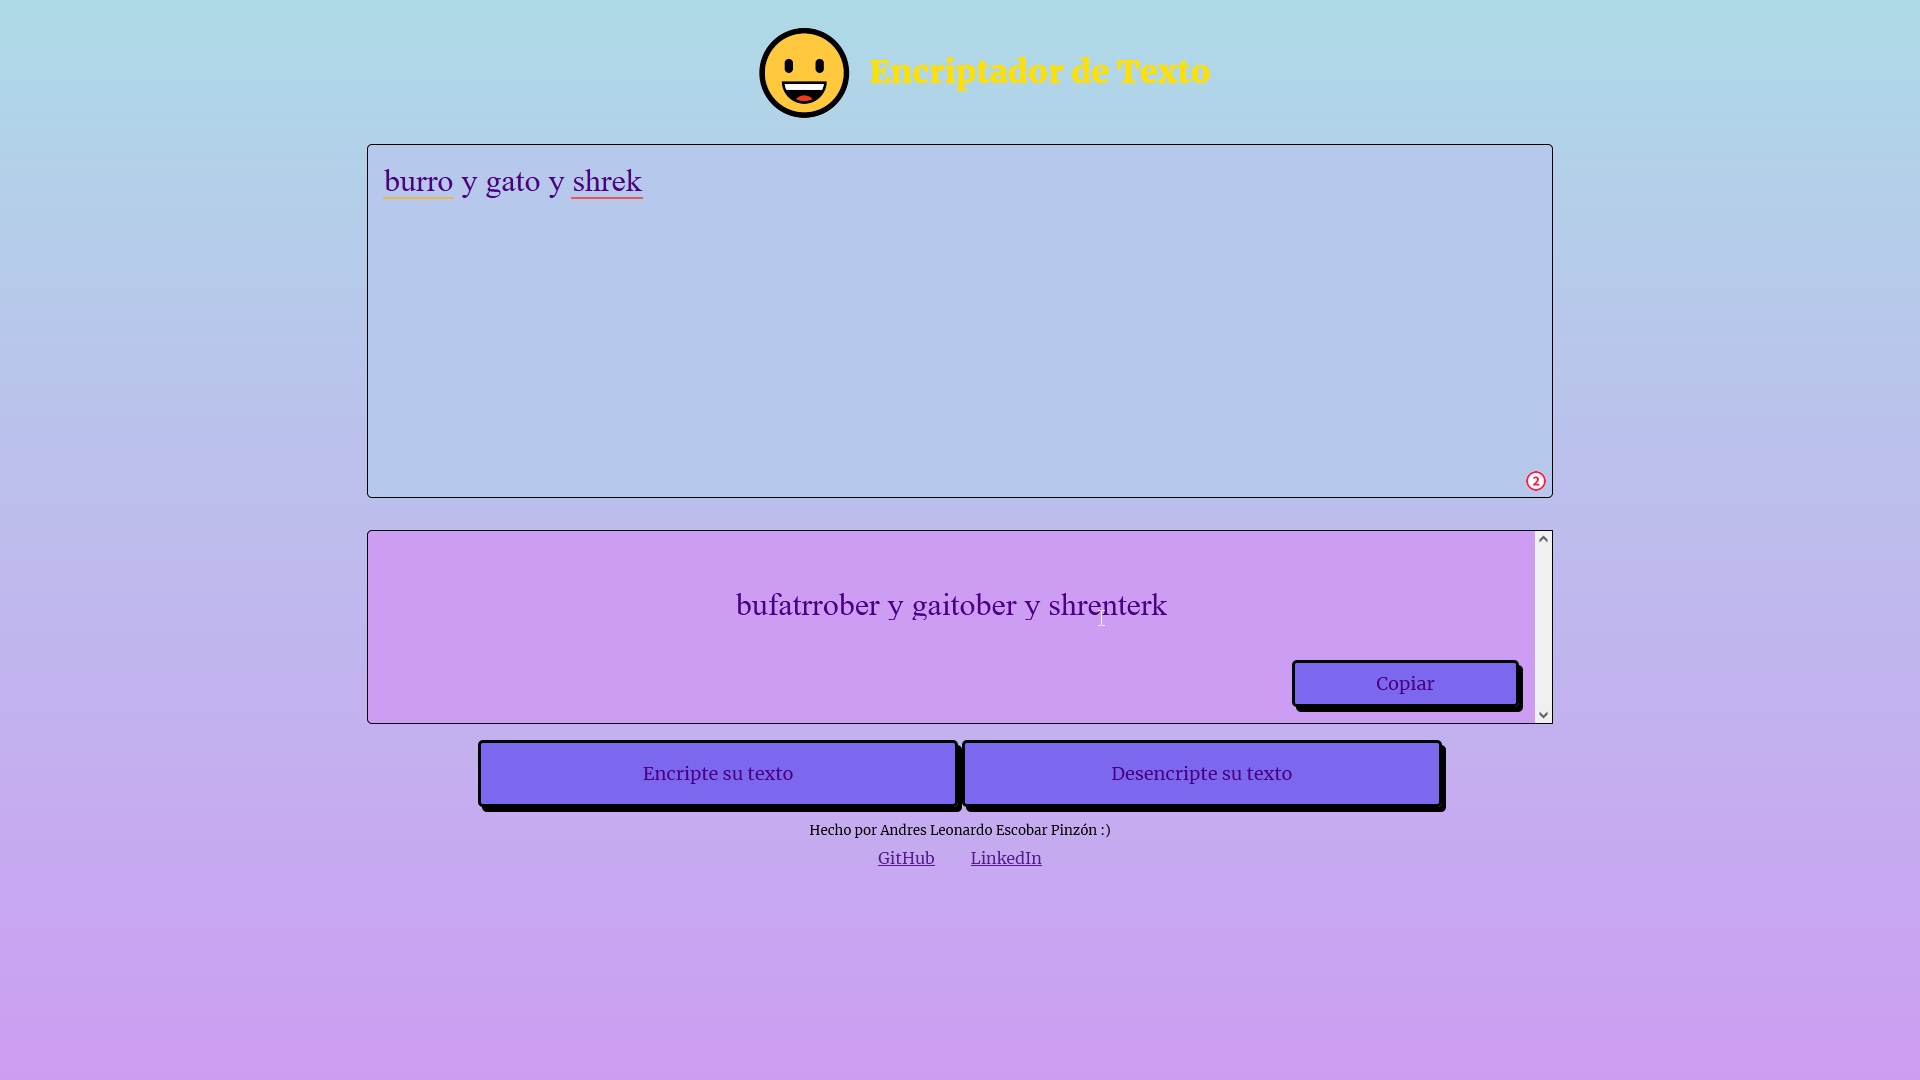 Encriptador de Texto
burro y gato y shrek
2
bufatrrober y gaitober y shrenterk
Copiar
Encripte su texto
Desencripte su texto
Hecho por Andres Leonardo Escobar Pinzón :)
GitHub LinkedIn